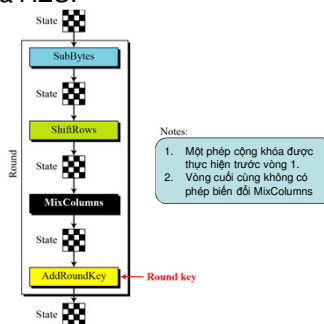 State
SubBytes
State
ShiftRows
Notes:
1. Một phép cộng khóa được
thực hiện trước vòng 1.
2. Vòng cuối cùng không có
phép biến đổi MixColumns
Round
State
MixColumns
State
AddRoundKey
Round key
State